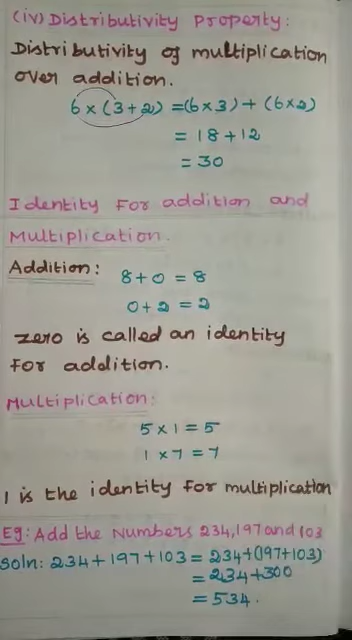 (iv) Distributivity Property:
Distributivity of multiplication
over addition.
6 × (3+2) = (6×3) + (6×2)
= 18 + 12
= 30
Identity For addition and
Multiplication.
Addition:
8+0 = 8
0+2 = 2
zero is called an identity
For addition.
Multiplication:
5 × 1 = 5
1 × 7 = 7
1 is the identity for multiplication
Eg: Add the Numbers 234, 197 and 103
Soln: 234 + 197 + 103 = 234 + (197 + 103)
= 234 + 300
= 534.